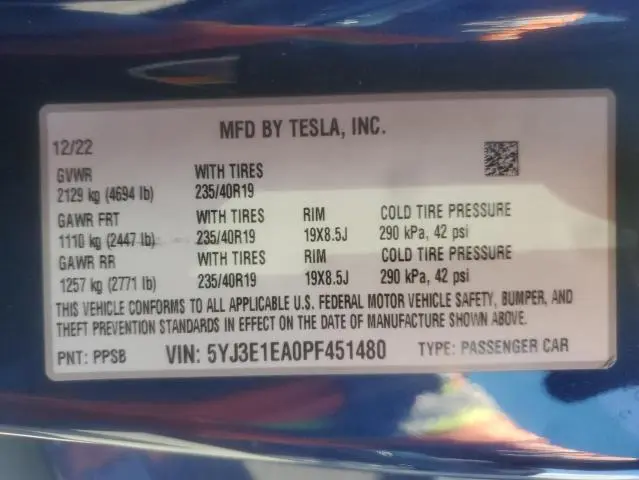 MFD BY TESLA, INC.
12/22
GVWR WITH TIRES
2129 kg (4694 lb) 235/40R19
GAWR FRT WITH TIRES RIM COLD TIRE PRESSURE
1110 kg (2447 lb) 235/40R19 19X8.5J 290 kPa, 42 psi
GAWR RR WITH TIRES RIM COLD TIRE PRESSURE
1257 kg (2771 lb) 235/40R19 19X8.5J 290 kPa, 42 psi
THIS VEHICLE CONFORMS TO ALL APPLICABLE U.S. FEDERAL MOTOR VEHICLE SAFETY, BUMPER, AND
THEFT PREVENTION STANDARDS IN EFFECT ON THE DATE OF MANUFACTURE SHOWN ABOVE.
PNT: PPSB VIN: 5YJ3E1EA0PF451480 TYPE: PASSENGER CAR